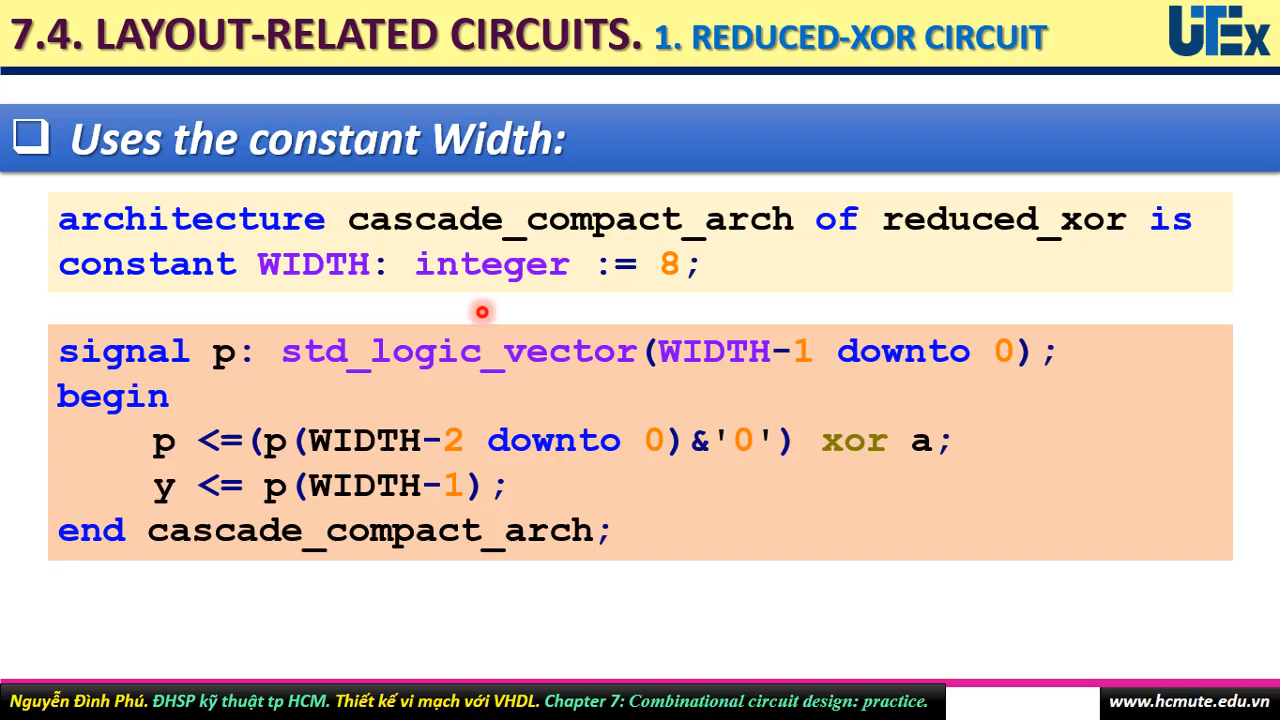 7.4. LAYOUT-RELATED CIRCUITS. 1. REDUCED-XOR CIRCUIT
UTEx
Uses the constant Width:
architecture cascade_compact_arch of reduced_xor is
constant WIDTH: integer := 8;
signal p: std_logic_vector(WIDTH-1 downto 0);
begin
p <=(p(WIDTH-2 downto 0)&'0') xor a;
y <= p(WIDTH-1);
end cascade_compact_arch;
Nguyễn Đình Phú. ĐHSP kỹ thuật tp HCM. Thiết kế vi mạch với VHDL. Chapter 7: Combinational circuit design: practice.
www.hcmute.edu.vn